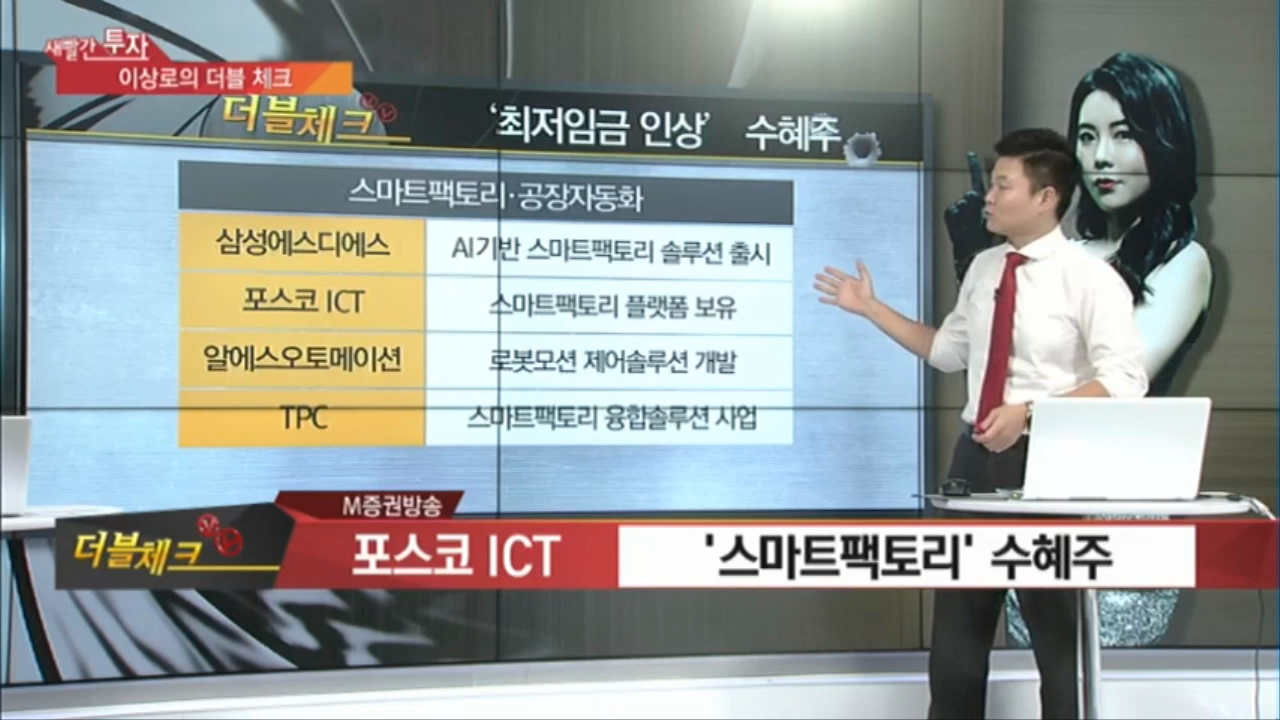 새빨간 투자
이상로의 더블 체크
더블체크 '최저임금 인상' 수혜주
스마트팩토리·공장자동화
삼성에스디에스 AI기반 스마트팩토리 솔루션 출시
포스코 ICT 스마트팩토리 플랫폼 보유
알에스오토메이션 로봇모션 제어솔루션 개발
TPC 스마트팩토리 융합솔루션 사업
M증권방송
더블체크 포스코 ICT '스마트팩토리' 수혜주